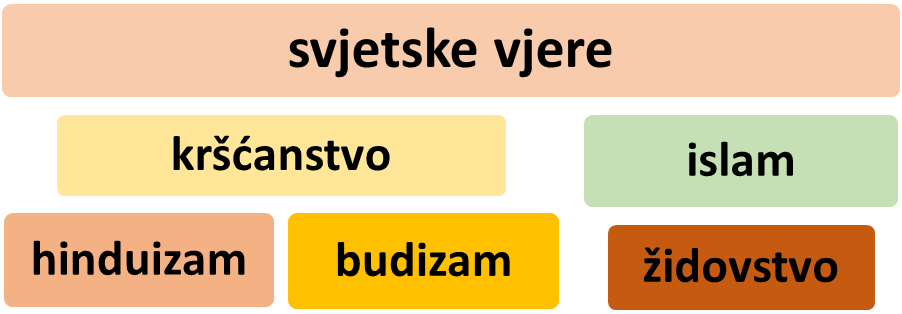 svjetske vjere
kršćanstvo
islam
hinduizam
budizam
židovstvo